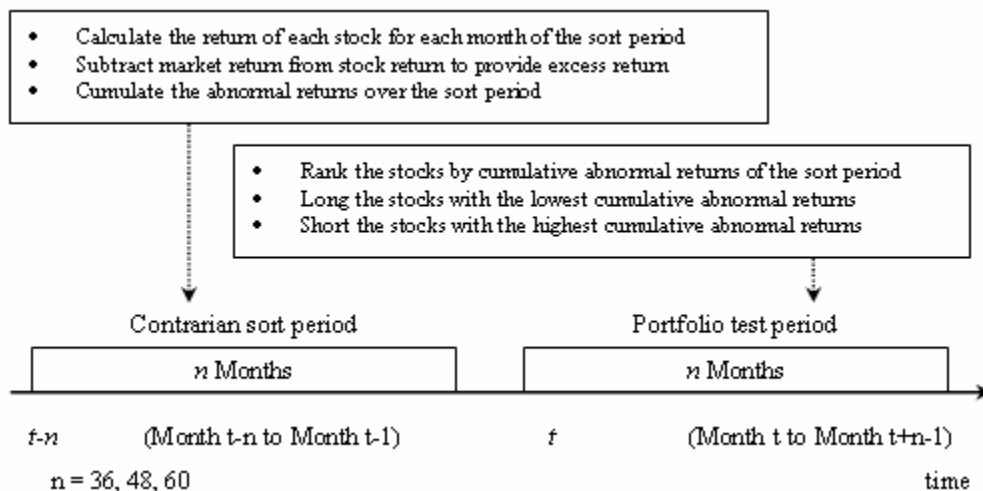 • Calculate the return of each stock for each month of the sort period
• Subtract market return from stock return to provide excess return
• Cumulate the abnormal returns over the sort period
• Rank the stocks by cumulative abnormal returns of the sort period
• Long the stocks with the lowest cumulative abnormal returns
• Short the stocks with the highest cumulative abnormal returns
Contrarian sort period
Portfolio test period
n Months
n Months
t-n
(Month t-n to Month t-1)
t
(Month t to Month t+n-1)
n = 36, 48, 60
time